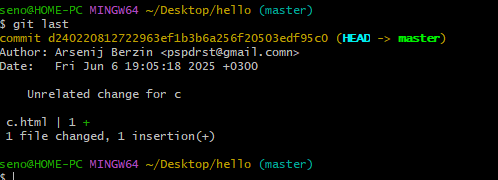 seno@HOME-PC MINGW64 ~/Desktop/hello (master)
$ git last
commit d240220812722963ef1b3b6a256f20503edf95c0 (HEAD -> master)
Author: Arsenij Berzin <pspdrst@gmail.comn>
Date:   Fri Jun 6 19:05:18 2025 +0300

    Unrelated change for c

 c.html | 1 +
 1 file changed, 1 insertion(+)

seno@HOME-PC MINGW64 ~/Desktop/hello (master)
$